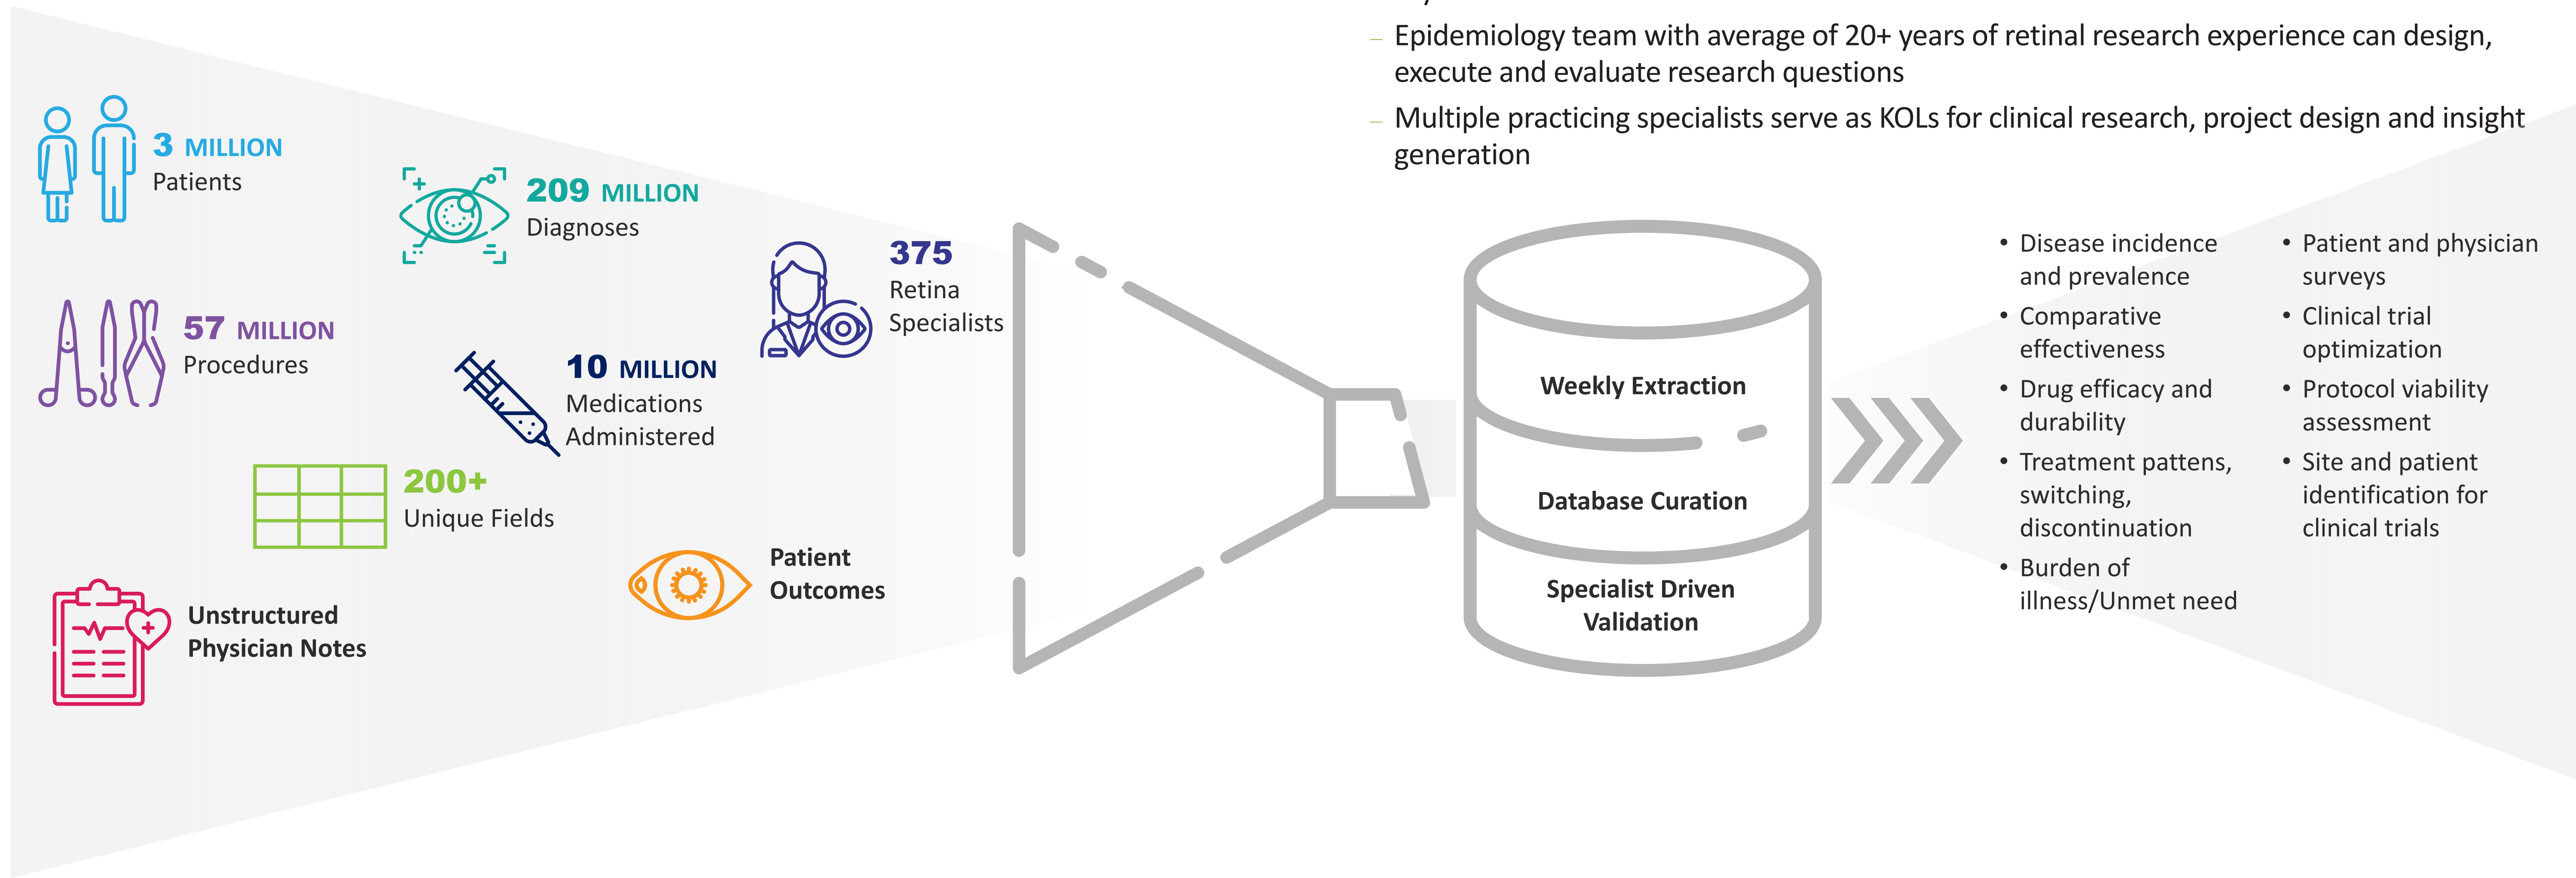 – Epidemiology team with average of 20+ years of retinal research experience can design,
execute and evaluate research questions
– Multiple practicing specialists serve as KOLs for clinical research, project design and insight
generation
3 MILLION
Patients
209 MILLION
Diagnoses
375
Retina
Specialists
57 MILLION
Procedures
10 MILLION
Medications
Administered
200+
Unique Fields
Patient
Outcomes
Unstructured
Physician Notes
Weekly Extraction
Database Curation
Specialist Driven
Validation
• Disease incidence
and prevalence
• Comparative
effectiveness
• Drug efficacy and
durability
• Treatment pattens,
switching,
discontinuation
• Burden of
illness/Unmet need
• Patient and physician
surveys
• Clinical trial
optimization
• Protocol viability
assessment
• Site and patient
identification for
clinical trials